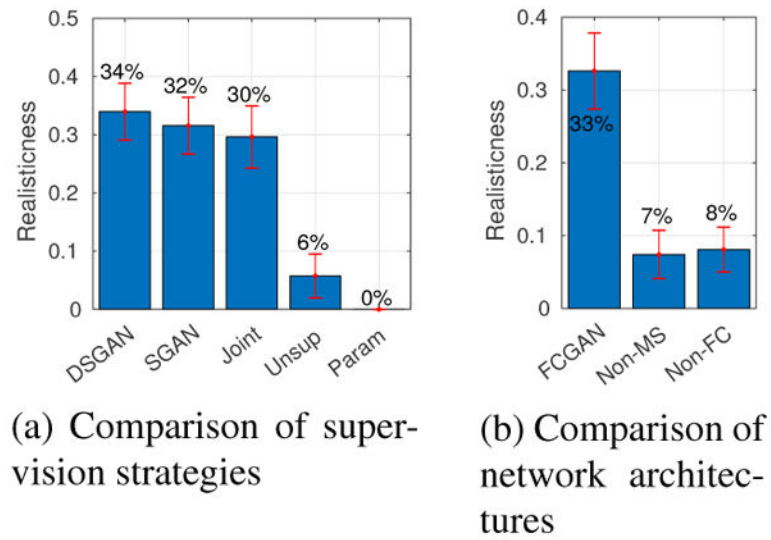 0.5
0.4
0.3
0.2
0.1
0
Realisticness
34%
32%
30%
6%
0%
DSGAN
SGAN
Joint
Unsup
Param
(a) Comparison of super-
vision strategies
0.4
0.3
0.2
0.1
0
Realisticness
33%
7%
8%
FCGAN
Non-MS
Non-FC
(b) Comparison of
network architec-
tures